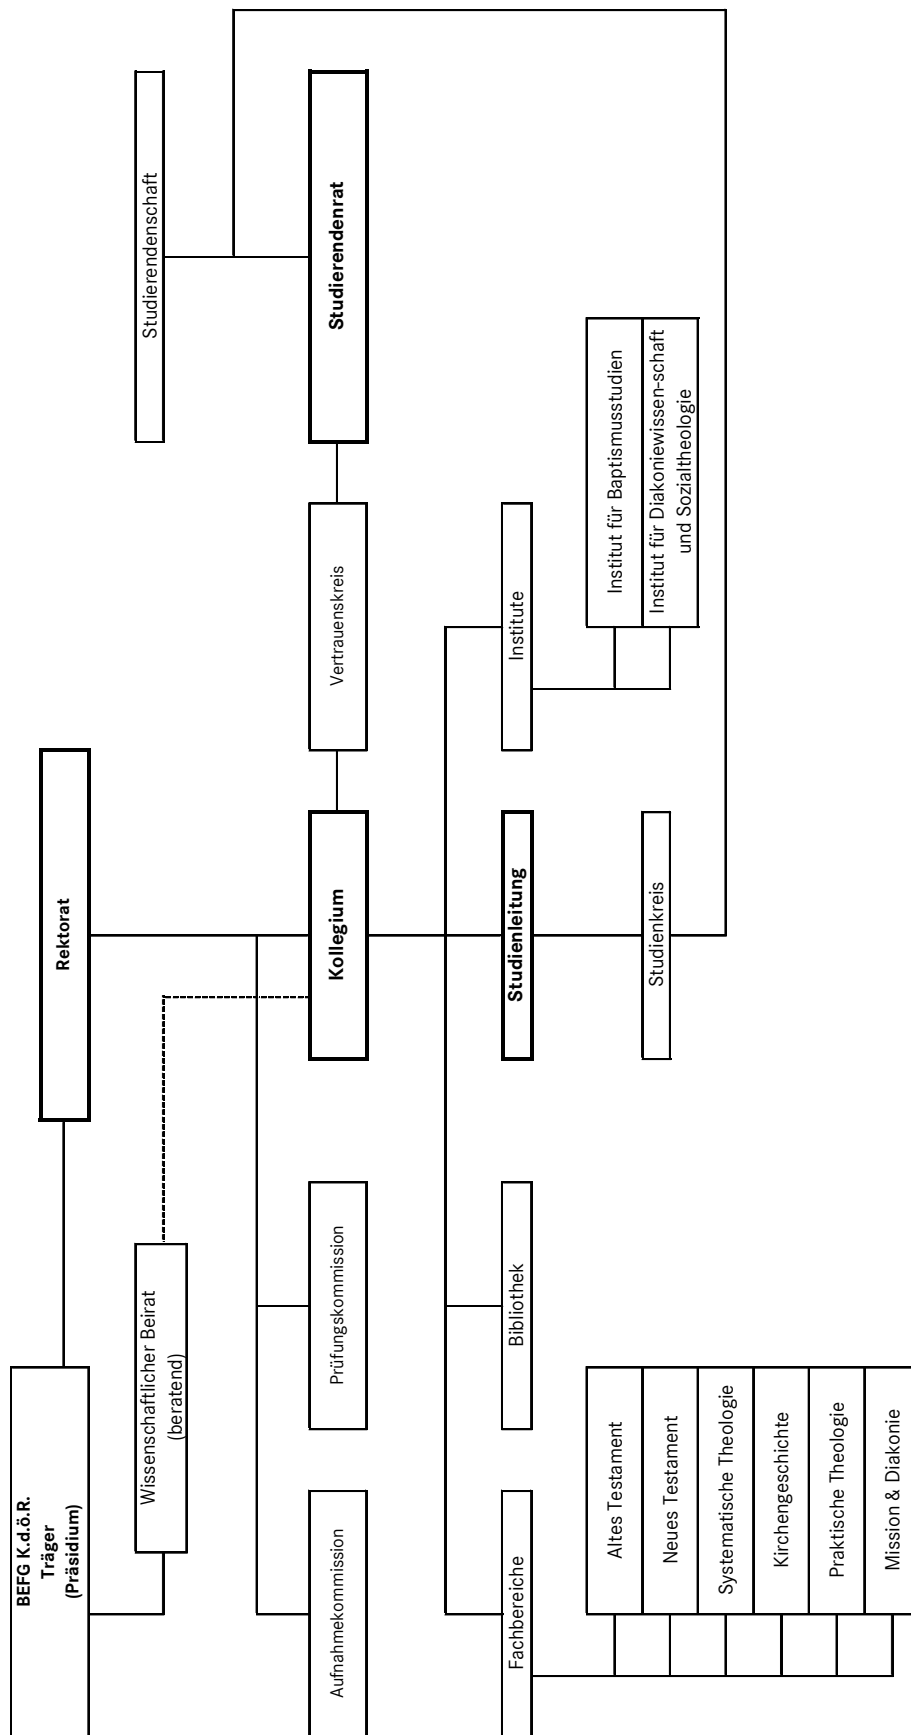 BEFG K.d.ö.R.
Träger
(Präsidium)
Rektorat
Wissenschaftlicher Beirat
(beratend)
Studierendenschaft
Aufnahmekommission
Prüfungskommission
Kollegium
Vertrauenskreis
Studierendenrat
Fachbereiche
Bibliothek
Studienleitung
Institute
Altes Testament
Neues Testament
Systematische Theologie
Kirchengeschichte
Praktische Theologie
Mission & Diakonie
Studienkreis
Institut für Baptismusstudien
Institut für Diakoniewissen-schaft
und Sozialtheologie